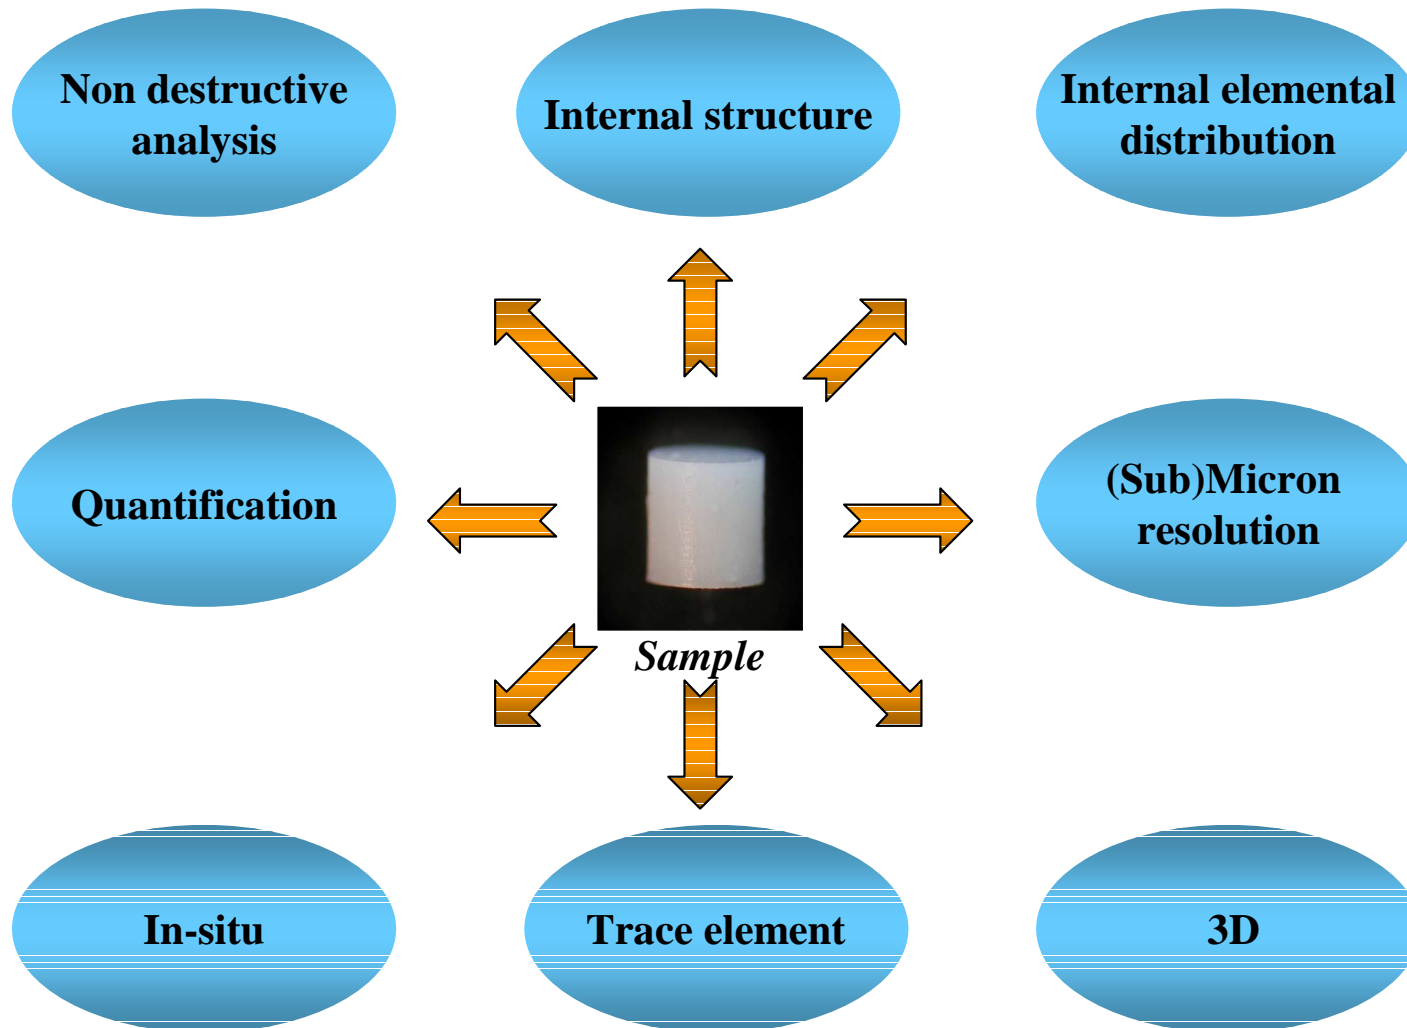 Non destructive
analysis
Internal structure
Internal elemental
distribution
Quantification
(Sub)Micron
resolution
Sample
In-situ
Trace element
3D